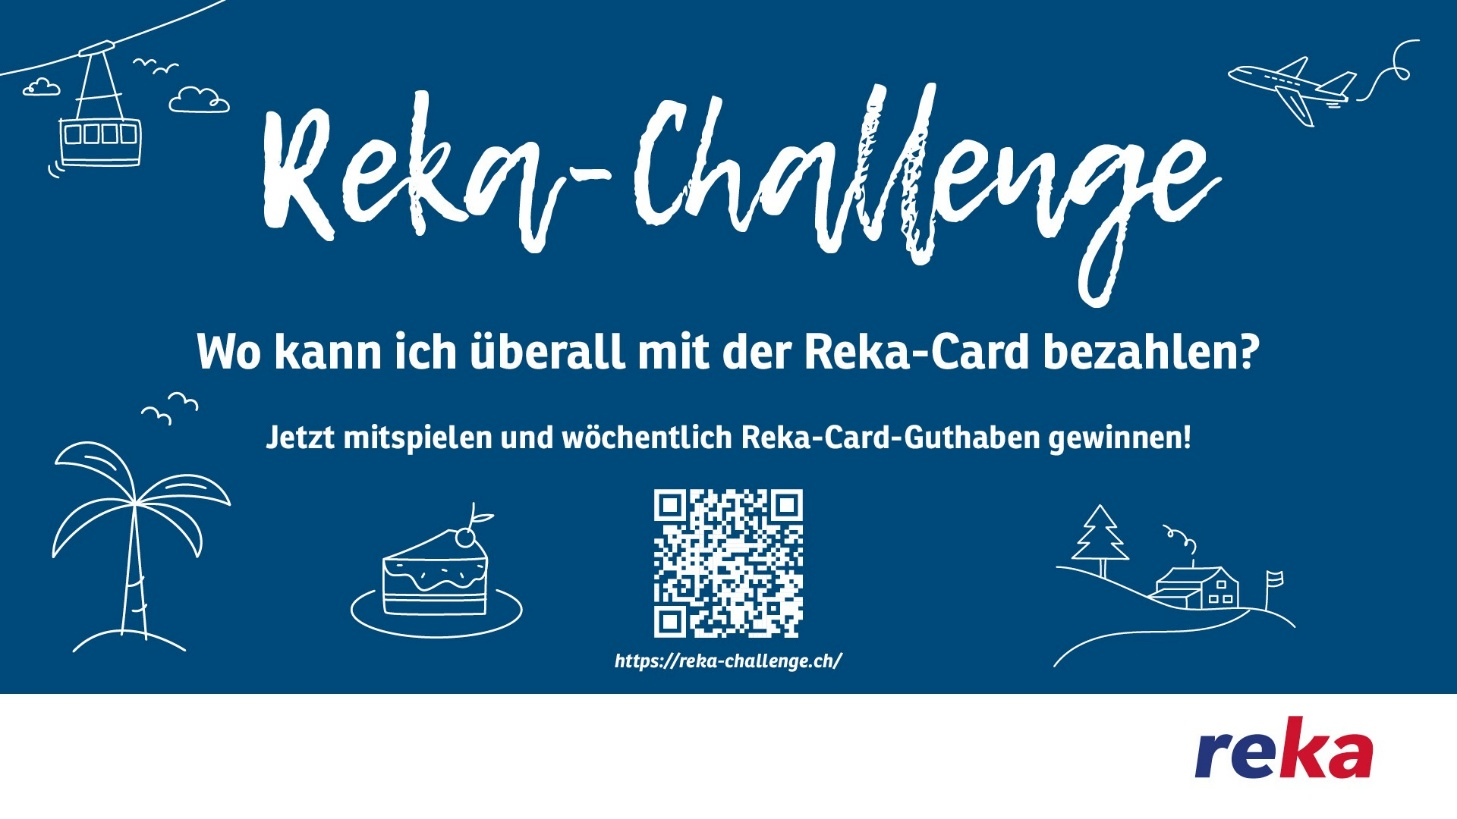 Reka-Challenge
Wo kann ich überall mit der Reka-Card bezahlen?
Jetzt mitspielen und wöchentlich Reka-Card-Guthaben gewinnen!
https://reka-challenge.ch/
reka